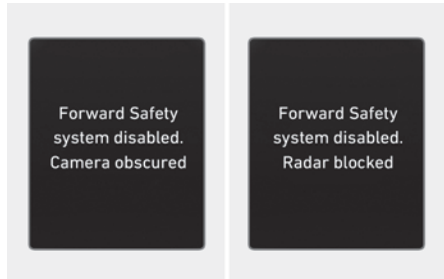 Forward Safety
system disabled.
Camera obscured
Forward Safety
system disabled.
Radar blocked